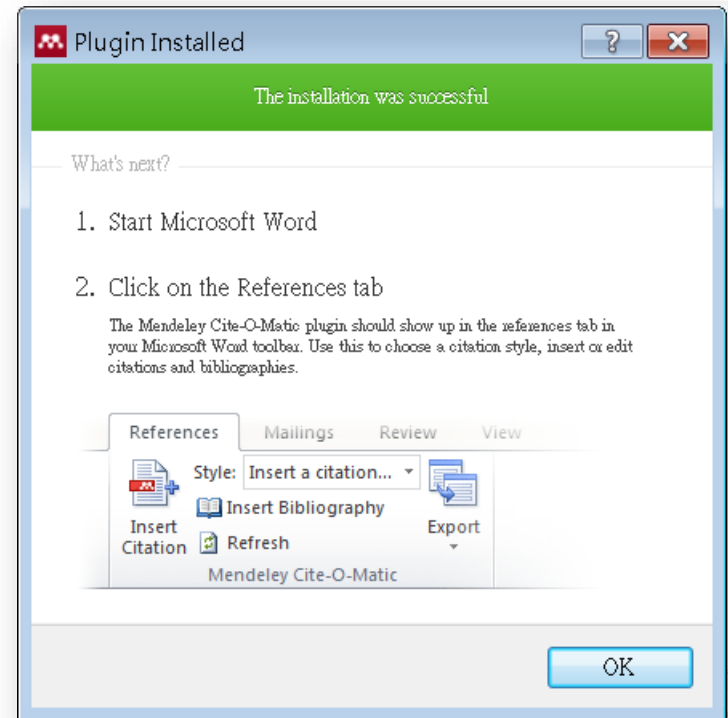 Plugin Installed
The installation was successful
What's next?
1. Start Microsoft Word
2. Click on the References tab
The Mendeley Cite-O-Matic plugin should show up in the references tab in
your Microsoft Word toolbar. Use this to choose a citation style, insert or edit
citations and bibliographies.
References Mailings Review View
Style: Insert a citation...
Insert Bibliography
Insert
Citation
Refresh
Export
Mendeley Cite-O-Matic
OK